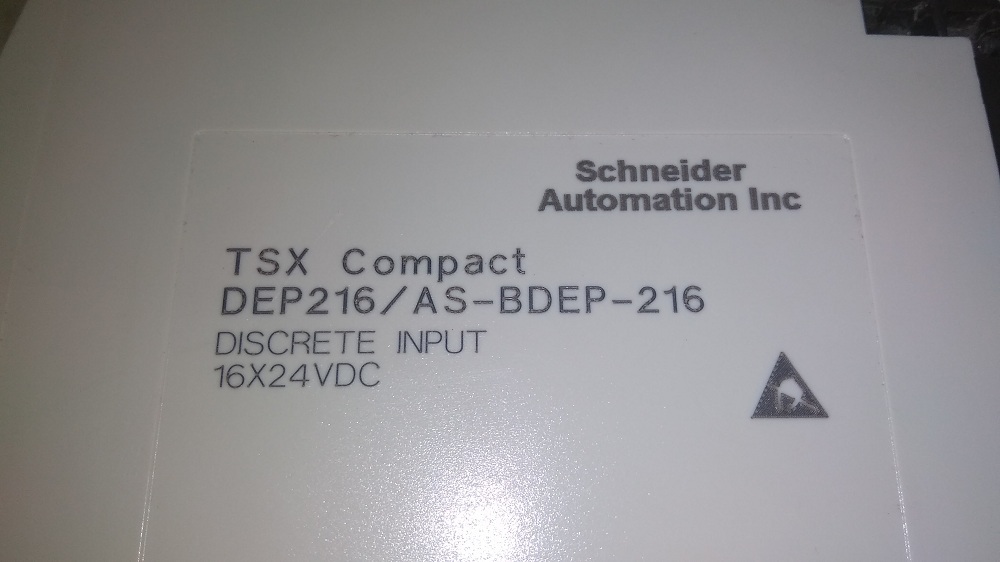 Schneider
Automation Inc
TSX Compact
DEP216/AS-BDEP-216
DISCRETE INPUT
16X24VDC